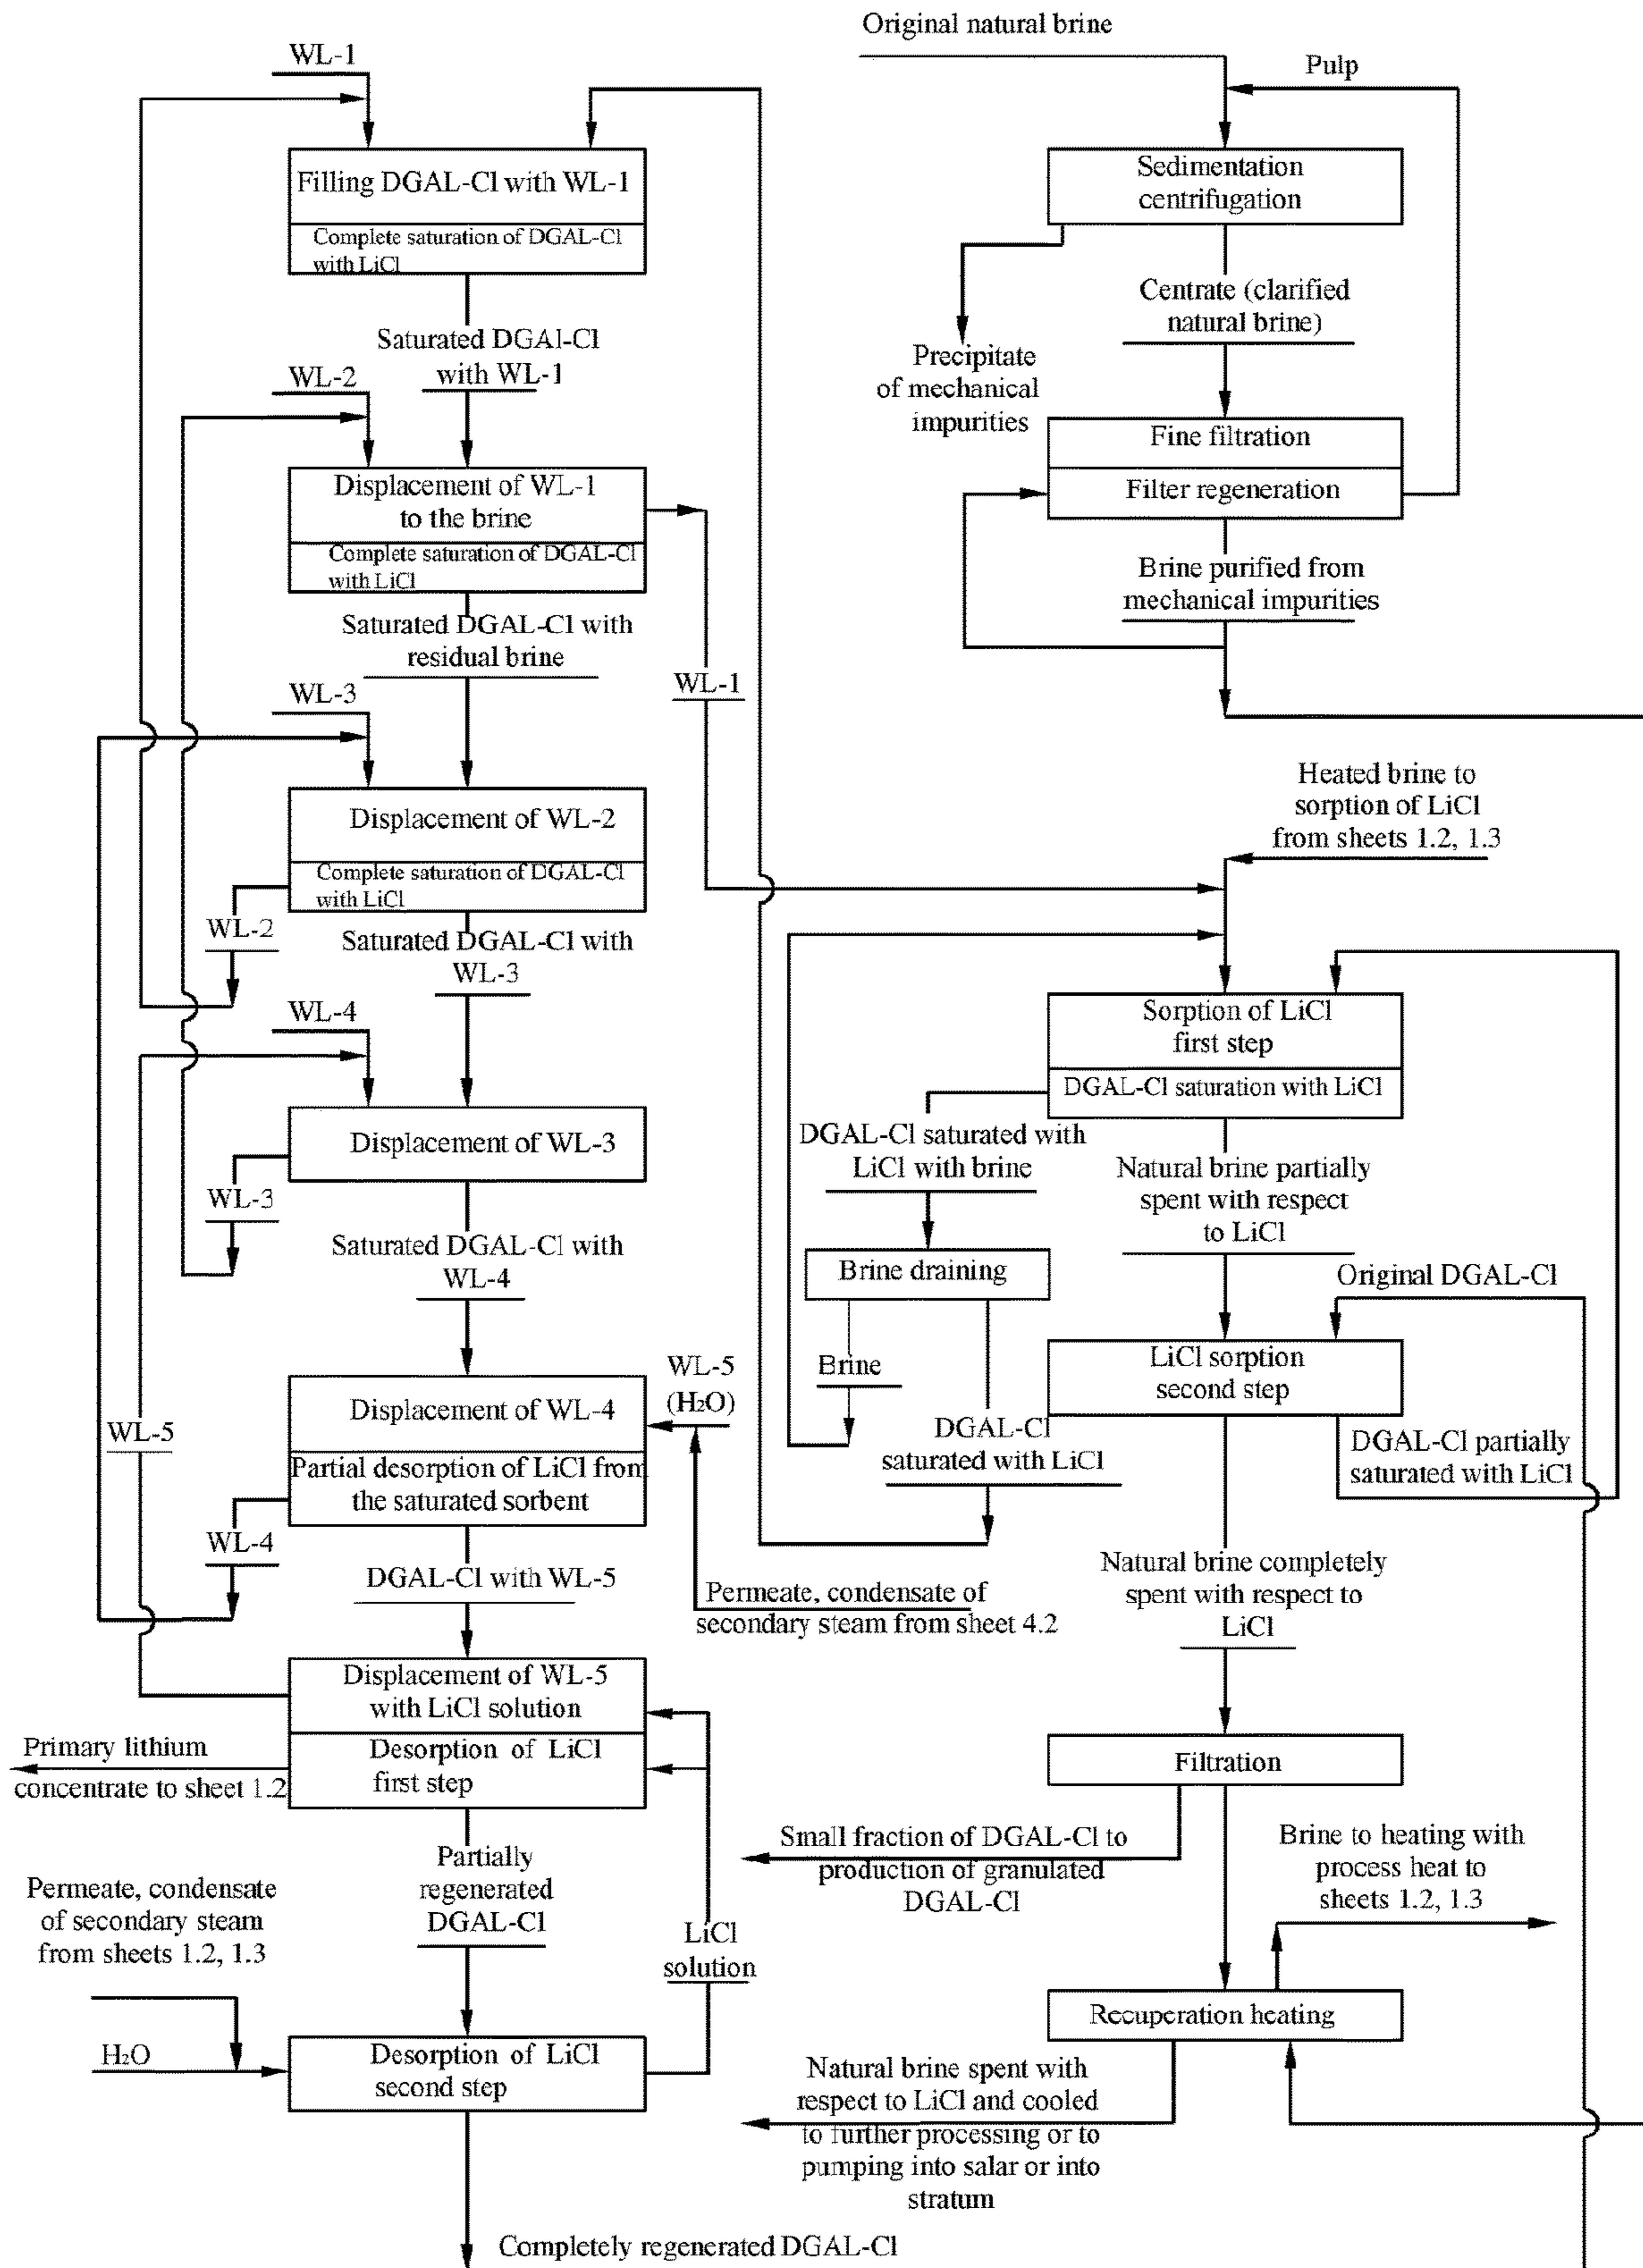 WL-1
Filling DGAL-Cl with WL-1
Complete saturation of DGAL-Cl
with LiCl
Saturated DGAl-Cl
with WL-1
WL-2
Displacement of WL-1
to the brine
Complete saturation of DGAL-Cl
with LiCl
Saturated DGAL-Cl with
residual brine
WL-1
WL-3
Displacement of WL-2
Complete saturation of DGAL-Cl
with LiCl
WL-2
Saturated DGAL-Cl with
WL-3
WL-4
Displacement of WL-3
WL-3
Saturated DGAL-Cl with
WL-4
WL-5
(H₂O)
Displacement of WL-4
Partial desorption of LiCl from
the saturated sorbent
WL-5
WL-4
DGAL-Cl with WL-5
Permeate, condensate of
secondary steam from sheet 4.2
Displacement of WL-5
with LiCl solution
Desorption of LiCl
first step
Primary lithium
concentrate to sheet 1.2
Partially
regenerated
DGAL-Cl
LiCl
solution
Permeate, condensate
of secondary steam
from sheets 1.2, 1.3
H₂O
Desorption of LiCl
second step
Completely regenerated DGAL-Cl
Original natural brine
Pulp
Sedimentation
centrifugation
Centrate (clarified
natural brine)
Precipitate
of mechanical
impurities
Fine filtration
Filter regeneration
Brine purified from
mechanical impurities
Heated brine to
sorption of LiCl
from sheets 1.2, 1.3
Sorption of LiCl
first step
DGAL-Cl saturation with LiCl
DGAL-Cl saturated with
LiCl with brine
Natural brine partially
spent with respect
to LiCl
Brine draining
Original DGAL-Cl
Brine
DGAL-Cl
saturated with LiCl
LiCl sorption
second step
DGAL-Cl partially
saturated with LiCl
Natural brine completely
spent with respect to
LiCl
Filtration
Small fraction of DGAL-Cl to
production of granulated
DGAL-Cl
Brine to heating with
process heat to
sheets 1.2, 1.3
Recuperation heating
Natural brine spent with
respect to LiCl and cooled
to further processing or to
pumping into salar or into
stratum